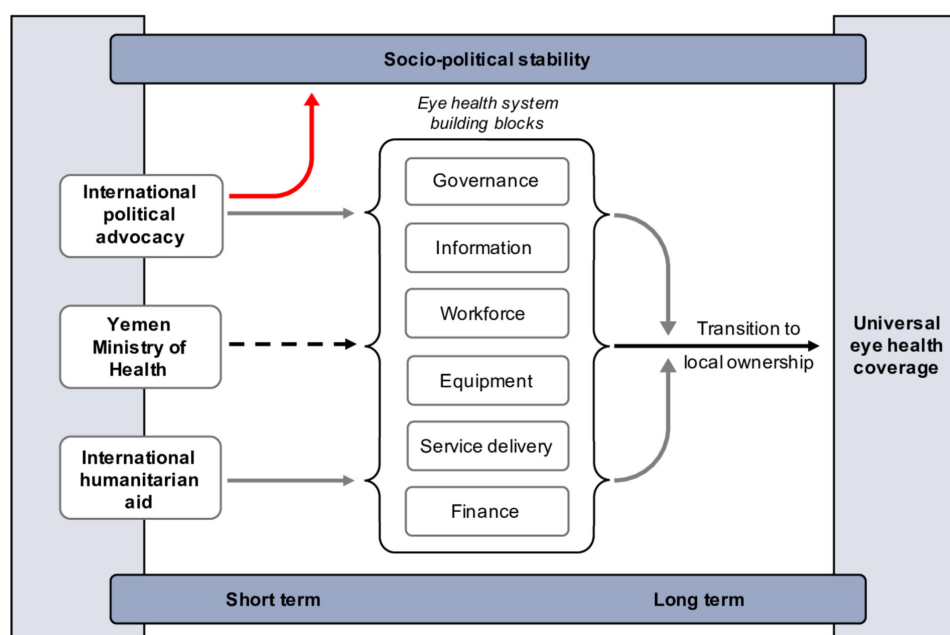 Socio-political stability
Eye health system
building blocks
International
political
advocacy
Yemen
Ministry of
Health
International
humanitarian
aid
Governance
Information
Workforce
Equipment
Service delivery
Finance
Transition to
local ownership
Universal
eye health
coverage
Short term
Long term